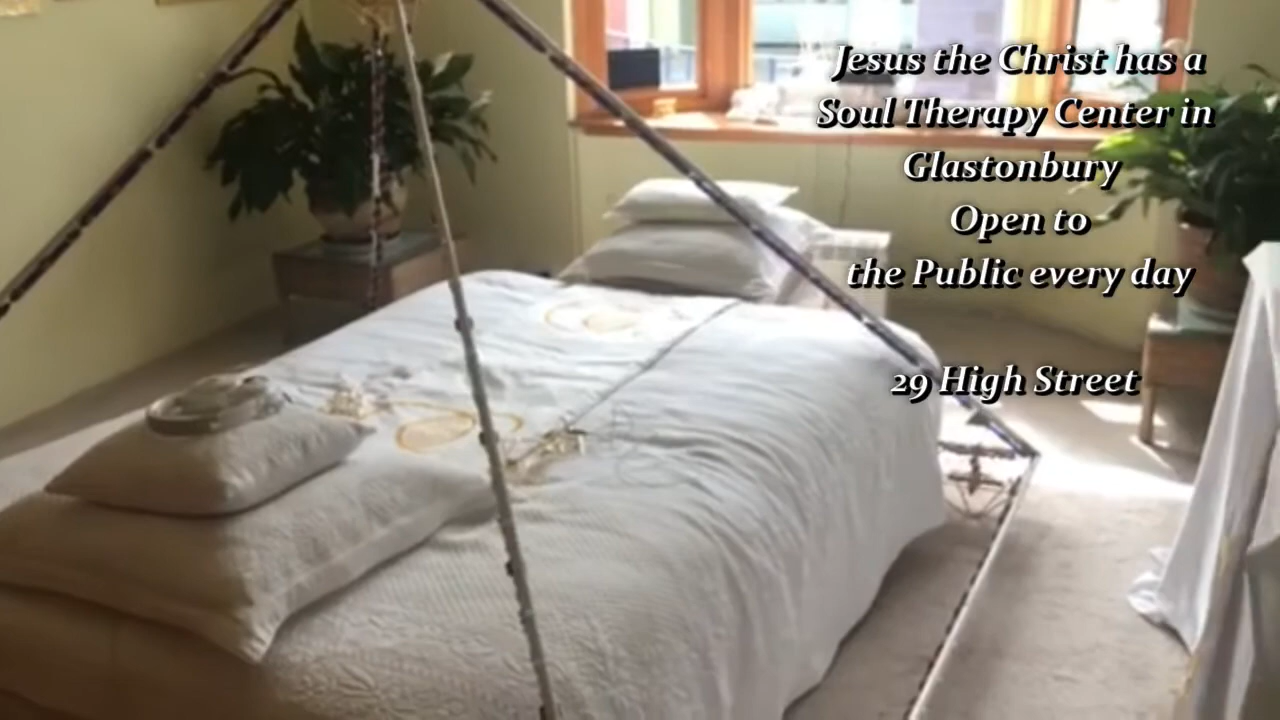 Jesus the Christ has a
Soul Therapy Center in
Glastonbury
Open to
the Public every day
29 High Street